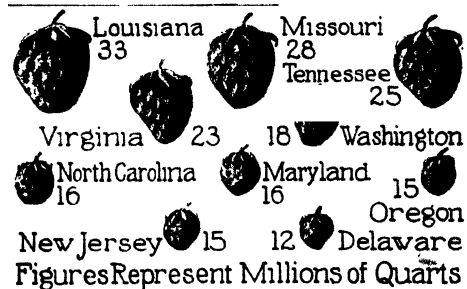 Louisiana
33
Missouri
28
Tennessee
25
Virginia 23
18 Washington
North Carolina
16
Maryland
16
15
Oregon
New Jersey 15
12 Delaware
Figures Represent Millions of Quarts